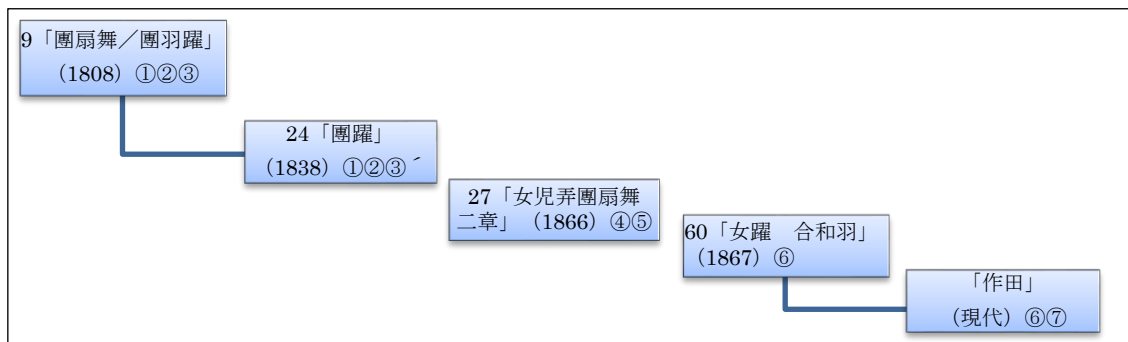 9「團扇舞／團羽躍」
（1808）①②③
24「團躍」
（1838）①②③´
27「女児弄團扇舞
二章」（1866）④⑤
60「女躍　合和羽」
（1867）⑥
「作田」
（現代）⑥⑦